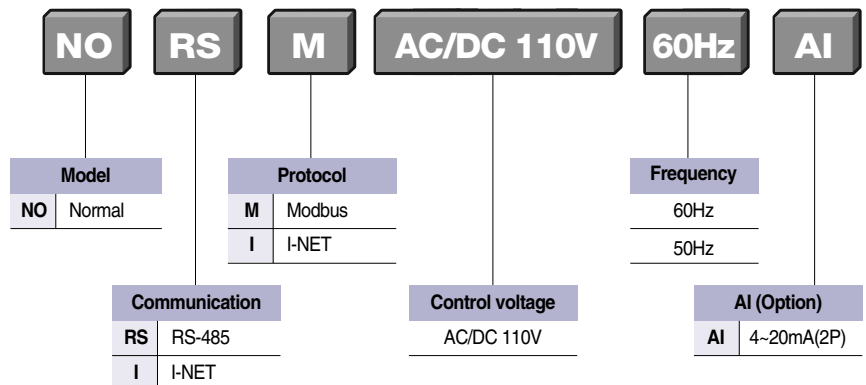 NO RS M AC/DC 110V 60Hz AI
Model
NO Normal
Protocol
M Modbus
I I-NET
Frequency
60Hz
50Hz
Communication
RS RS-485
I I-NET
Control voltage
AC/DC 110V
AI (Option)
AI 4~20mA(2P)